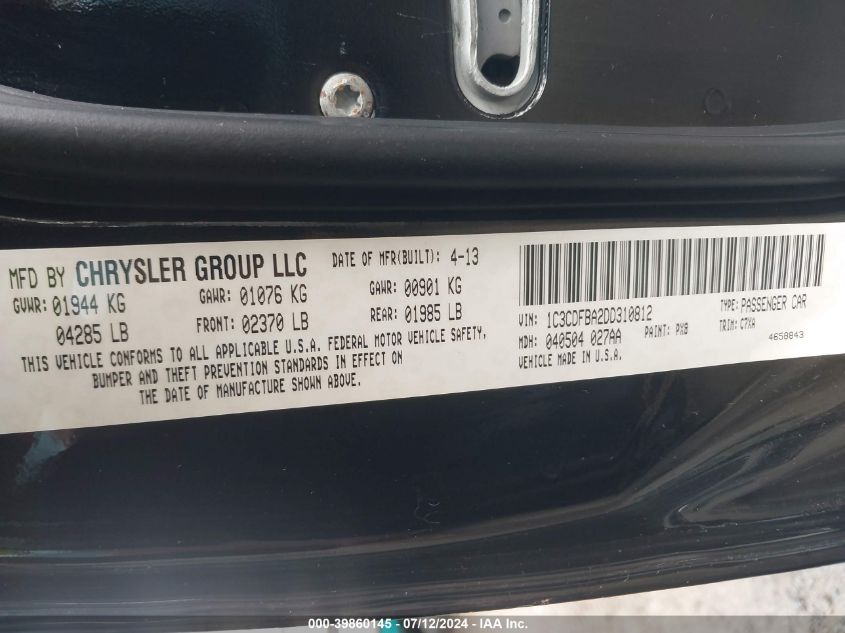 MFD BY CHRYSLER GROUP LLC
DATE OF MFR(BUILT): 4-13
GVWR: 01944 KG
GAWR: 01076 KG
GAWR: 00901 KG
04285 LB
FRONT: 02370 LB
REAR: 01985 LB
THIS VEHICLE CONFORMS TO ALL APPLICABLE U.S.A. FEDERAL MOTOR VEHICLE SAFETY,
BUMPER AND THEFT PREVENTION STANDARDS IN EFFECT ON
THE DATE OF MANUFACTURE SHOWN ABOVE.
VIN: 1C3CDFBA2DD310812
TYPE: PASSENGER CAR
MDH: 040504 027AA
PAINT: PXB
TRIM: C7XA
VEHICLE MADE IN U.S.A.
4658843
000-39860145 - 07/12/2024 - IAA Inc.